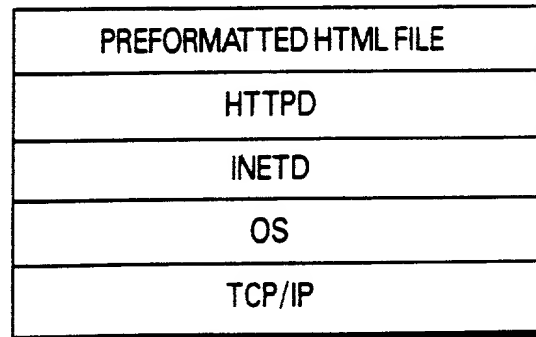 PREFORMATTED HTML FILE
HTTPD
INETD
OS
TCP/IP